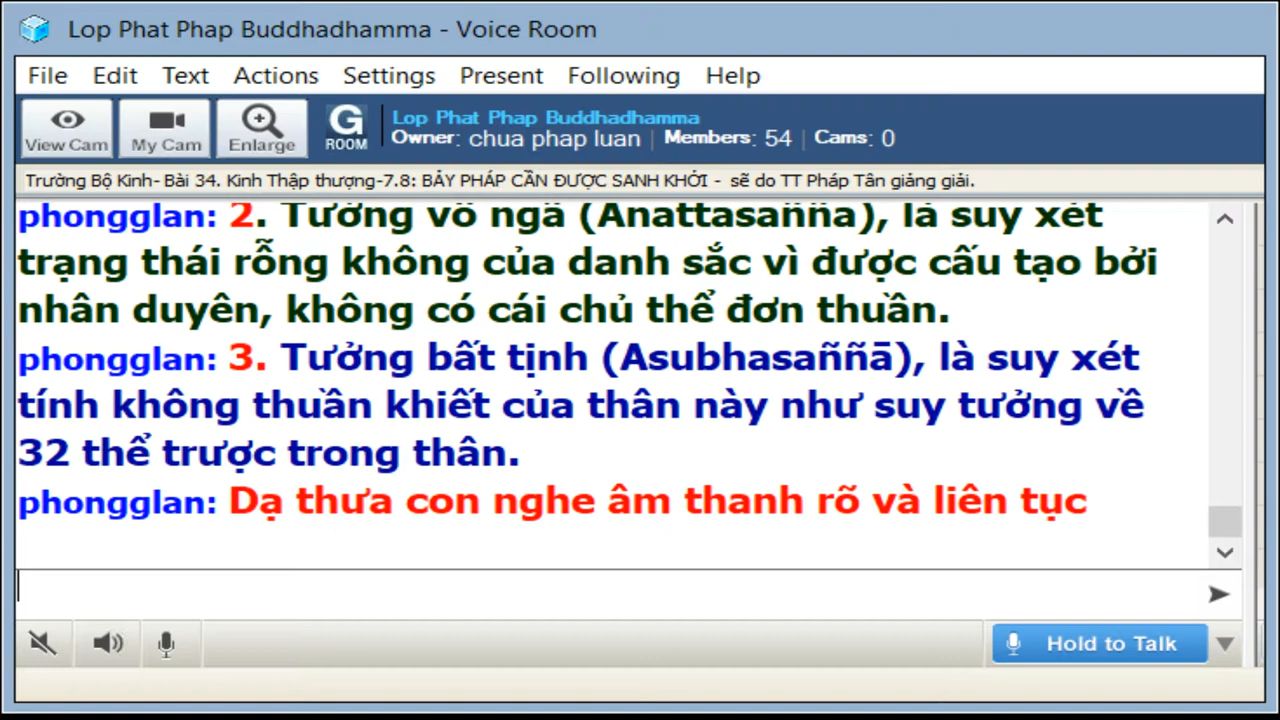 Lop Phat Phap Buddhadhamma - Voice Room
File Edit Text Actions Settings Present Following Help
View Cam My Cam Enlarge G ROOM
Lop Phat Phap Buddhadhamma
Owner: chua phap luan | Members: 54 | Cams: 0
Trường Bộ Kinh- Bài 34. Kinh Thập thượng-7.8: BẢY PHÁP CẦN ĐƯỢC SANH KHỞI - sẽ do TT Pháp Tân giảng giải.
phongglan: 2. Tưởng vô ngã (Anattasaññā), là suy xét
trạng thái rỗng không của danh sắc vì được cấu tạo bởi
nhân duyên, không có cái chủ thể đơn thuần.
phongglan: 3. Tưởng bất tịnh (Asubhasaññā), là suy xét
tính không thuần khiết của thân này như suy tưởng về
32 thể trược trong thân.
phongglan: Dạ thưa con nghe âm thanh rõ và liên tục
Hold to Talk